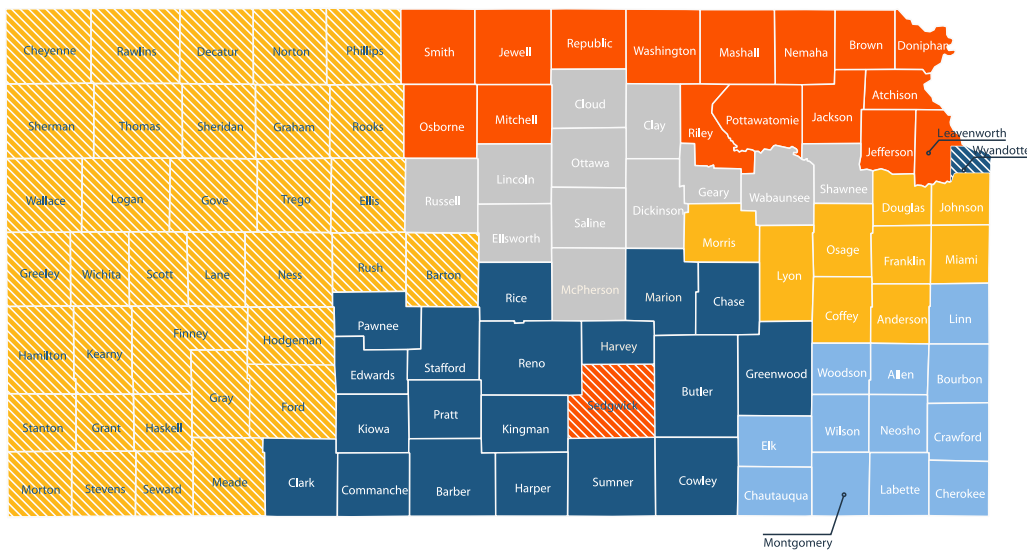 Cheyenne
Rawlins
Decatur
Norton
Phillips
Smith
Jewell
Republic
Washington
Mashall
Nemaha
Brown
Doniphan
Sherman
Thomas
Sheridan
Graham
Rooks
Osborne
Mitchell
Cloud
Clay
Riley
Pottawatomie
Jackson
Atchison
Jefferson
Leavenworth
Wyandotte
Wallace
Logan
Gove
Trego
Ellis
Russell
Lincoln
Ottawa
Saline
Dickinson
Geary
Wabaunsee
Shawnee
Douglas
Johnson
Greeley
Wichita
Scott
Lane
Ness
Rush
Barton
Ellsworth
McPherson
Rice
Marion
Chase
Morris
Lyon
Osage
Franklin
Miami
Coffey
Anderson
Linn
Hamilton
Kearny
Finney
Hodgeman
Pawnee
Edwards
Stafford
Reno
Harvey
Butler
Greenwood
Woodson
Allen
Bourbon
Stanton
Grant
Haskell
Gray
Ford
Kiowa
Pratt
Kingman
Sedgwick
Elk
Wilson
Neosho
Crawford
Morton
Stevens
Seward
Meade
Clark
Commanche
Barber
Harper
Sumner
Cowley
Chautauqua
Labette
Cherokee
Montgomery